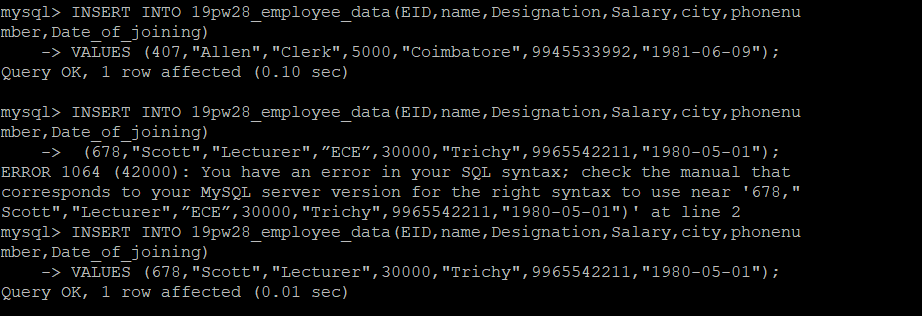 mysql> INSERT INTO 19pw28_employee_data(EID,name,Designation,Salary,city,phonenu
mber,Date_of_joining)
    -> VALUES (407,"Allen","Clerk",5000,"Coimbatore",9945533992,"1981-06-09");
Query OK, 1 row affected (0.10 sec)

mysql> INSERT INTO 19pw28_employee_data(EID,name,Designation,Salary,city,phonenu
mber,Date_of_joining)
    ->  (678,"Scott","Lecturer",”ECE”,30000,"Trichy",9965542211,"1980-05-01");
ERROR 1064 (42000): You have an error in your SQL syntax; check the manual that
corresponds to your MySQL server version for the right syntax to use near '678,"
Scott","Lecturer",”ECE”,30000,"Trichy",9965542211,"1980-05-01")' at line 2
mysql> INSERT INTO 19pw28_employee_data(EID,name,Designation,Salary,city,phonenu
mber,Date_of_joining)
    -> VALUES (678,"Scott","Lecturer",30000,"Trichy",9965542211,"1980-05-01");
Query OK, 1 row affected (0.01 sec)